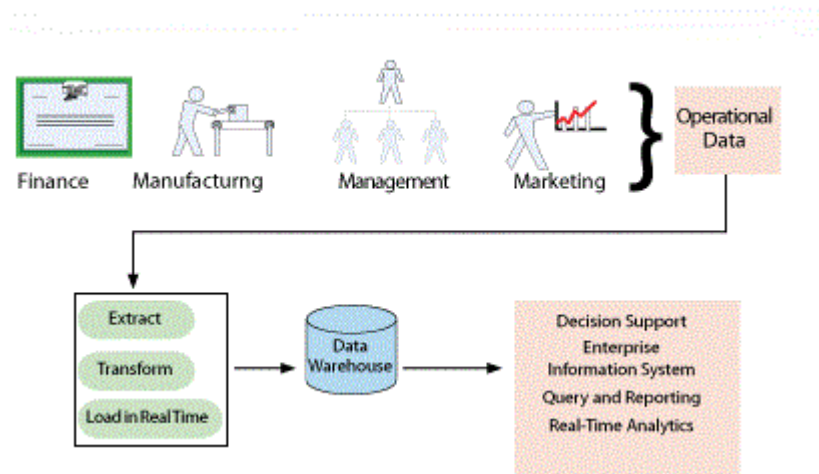 Finance
Manufacturng
Management
Marketing
Operational
Data
Extract
Transform
Load in Real Time
Data
Warehouse
Decision Support
Enterprise
Information System
Query and Reporting
Real-Time Analytics